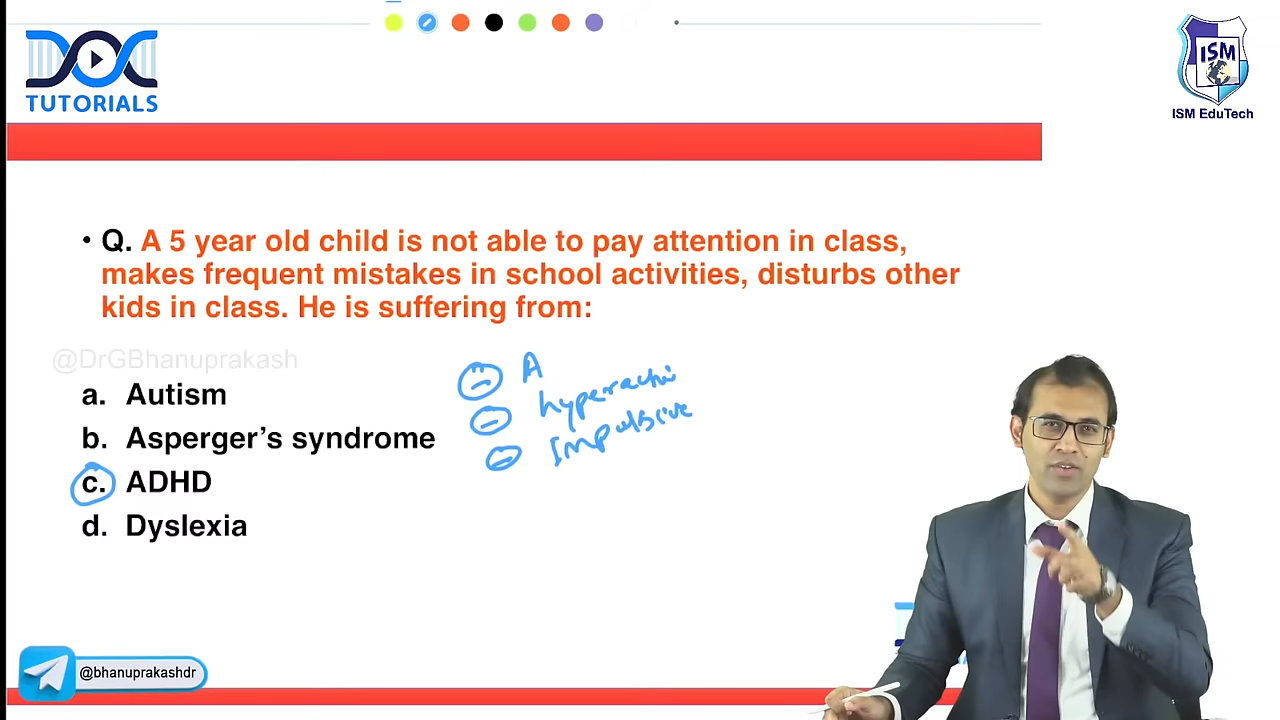 DOC
TUTORIALS
ISM
ISM EduTech
• Q. A 5 year old child is not able to pay attention in class,
makes frequent mistakes in school activities, disturbs other
kids in class. He is suffering from:
@DrGBhanuprakash
a. Autism
b. Asperger’s syndrome
c. ADHD
d. Dyslexia
A
hyperacti
Impulsive
@bhanuprakashdr